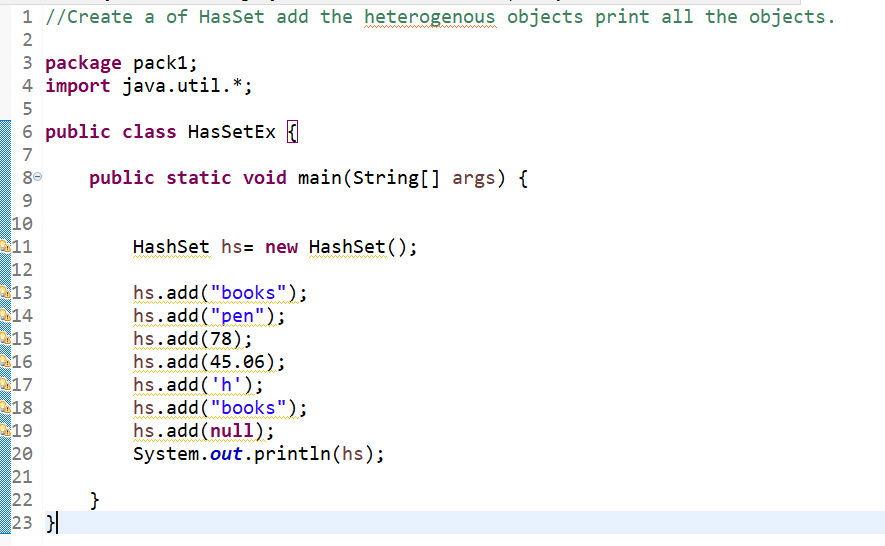 1 //Create a of HasSet add the heterogenous objects print all the objects.
2
3 package pack1;
4 import java.util.*;
5
6 public class HasSetEx {
7
8 public static void main(String[] args) {
9
10
11 HashSet hs= new HashSet();
12
13 hs.add("books");
14 hs.add("pen");
15 hs.add(78);
16 hs.add(45.06);
17 hs.add('h');
18 hs.add("books");
19 hs.add(null);
20 System.out.println(hs);
21
22 }
23 }